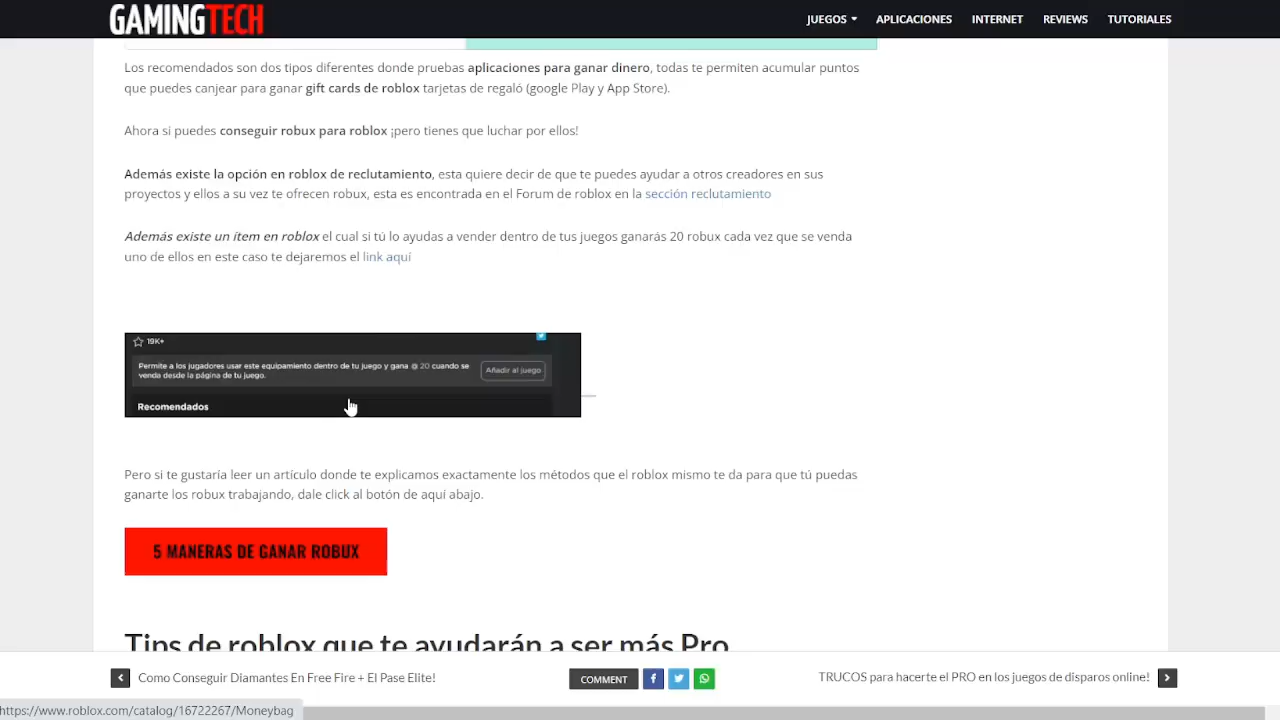 GAMINGTECH
JUEGOS APLICACIONES INTERNET REVIEWS TUTORIALES
Los recomendados son dos tipos diferentes donde pruebas aplicaciones para ganar dinero, todas te permiten acumular puntos
que puedes canjear para ganar gift cards de roblox tarjetas de regaló (google Play y App Store).
Ahora si puedes conseguir robux para roblox ¡pero tienes que luchar por ellos!
Además existe la opción en roblox de reclutamiento, esta quiere decir de que te puedes ayudar a otros creadores en sus
proyectos y ellos a su vez te ofrecen robux, esta es encontrada en el Forum de roblox en la sección reclutamiento
Además existe un ítem en roblox el cual si tú lo ayudas a vender dentro de tus juegos ganarás 20 robux cada vez que se venda
uno de ellos en este caso te dejaremos el link aquí
19K+
Permite a los jugadores usar este equipamiento dentro de tu juego y gana 20 cuando se
venda desde la página de tu juego.
Añadir al juego
Recomendados
Pero si te gustaría leer un artículo donde te explicamos exactamente los métodos que el roblox mismo te da para que tú puedas
ganarte los robux trabajando, dale click al botón de aquí abajo.
5 MANERAS DE GANAR ROBUX
Tips de roblox que te ayudarán a ser más Pro
Como Conseguir Diamantes En Free Fire + El Pase Elite!
COMMENT
TRUCOS para hacerte el PRO en los juegos de disparos online!
https://www.roblox.com/catalog/16722267/Moneybag